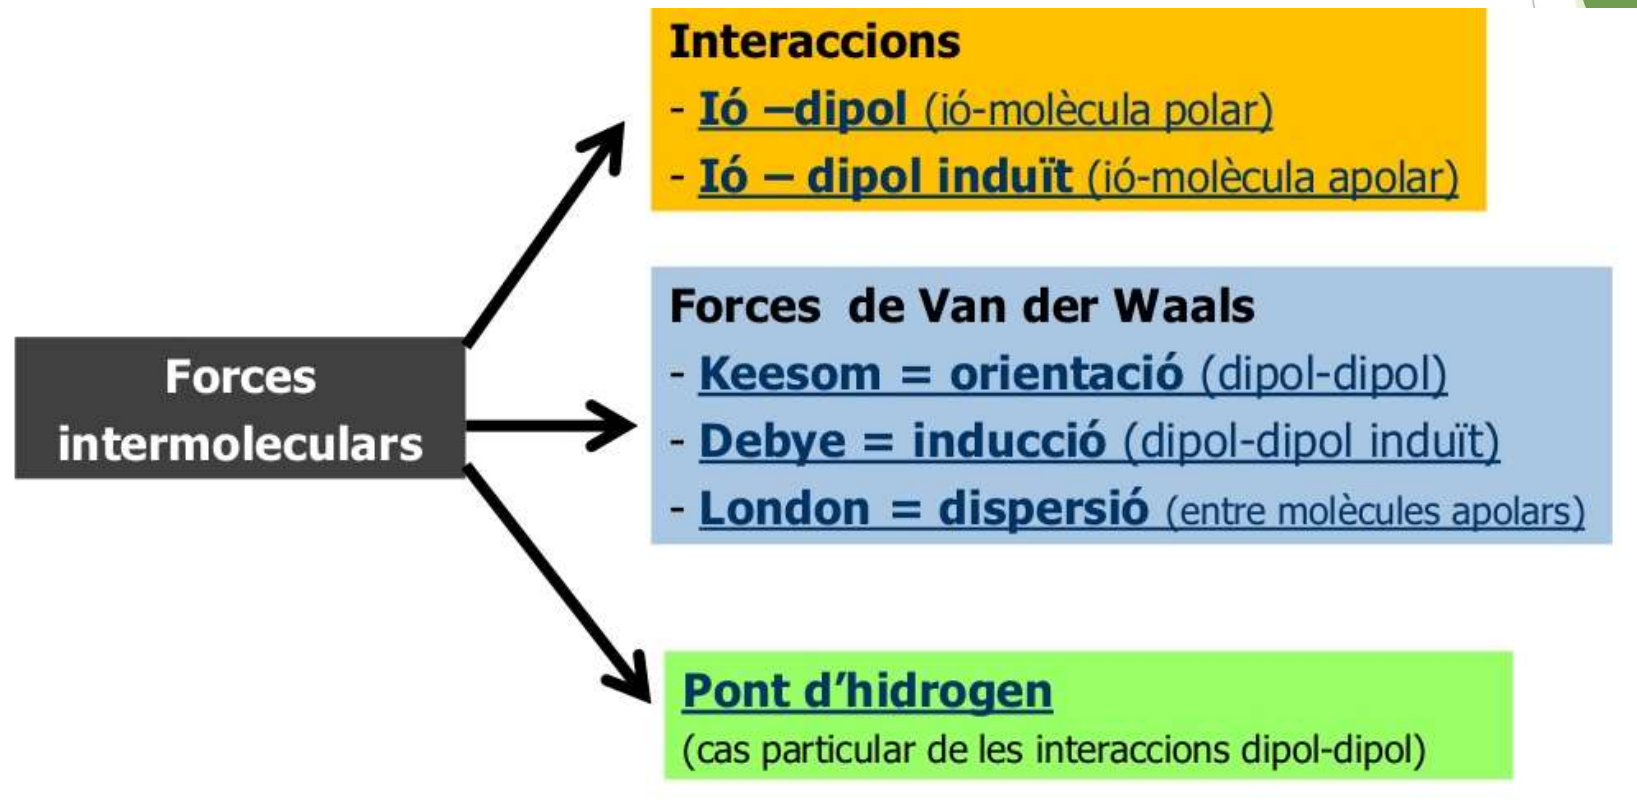 Interaccions
- Ió –dipol (ió-molècula polar)
- Ió – dipol induït (ió-molècula apolar)
Forces de Van der Waals
- Keesom = orientació (dipol-dipol)
- Debye = inducció (dipol-dipol induït)
- London = dispersió (entre molècules apolars)
Forces
intermoleculars
Pont d’hidrogen
(cas particular de les interaccions dipol-dipol)